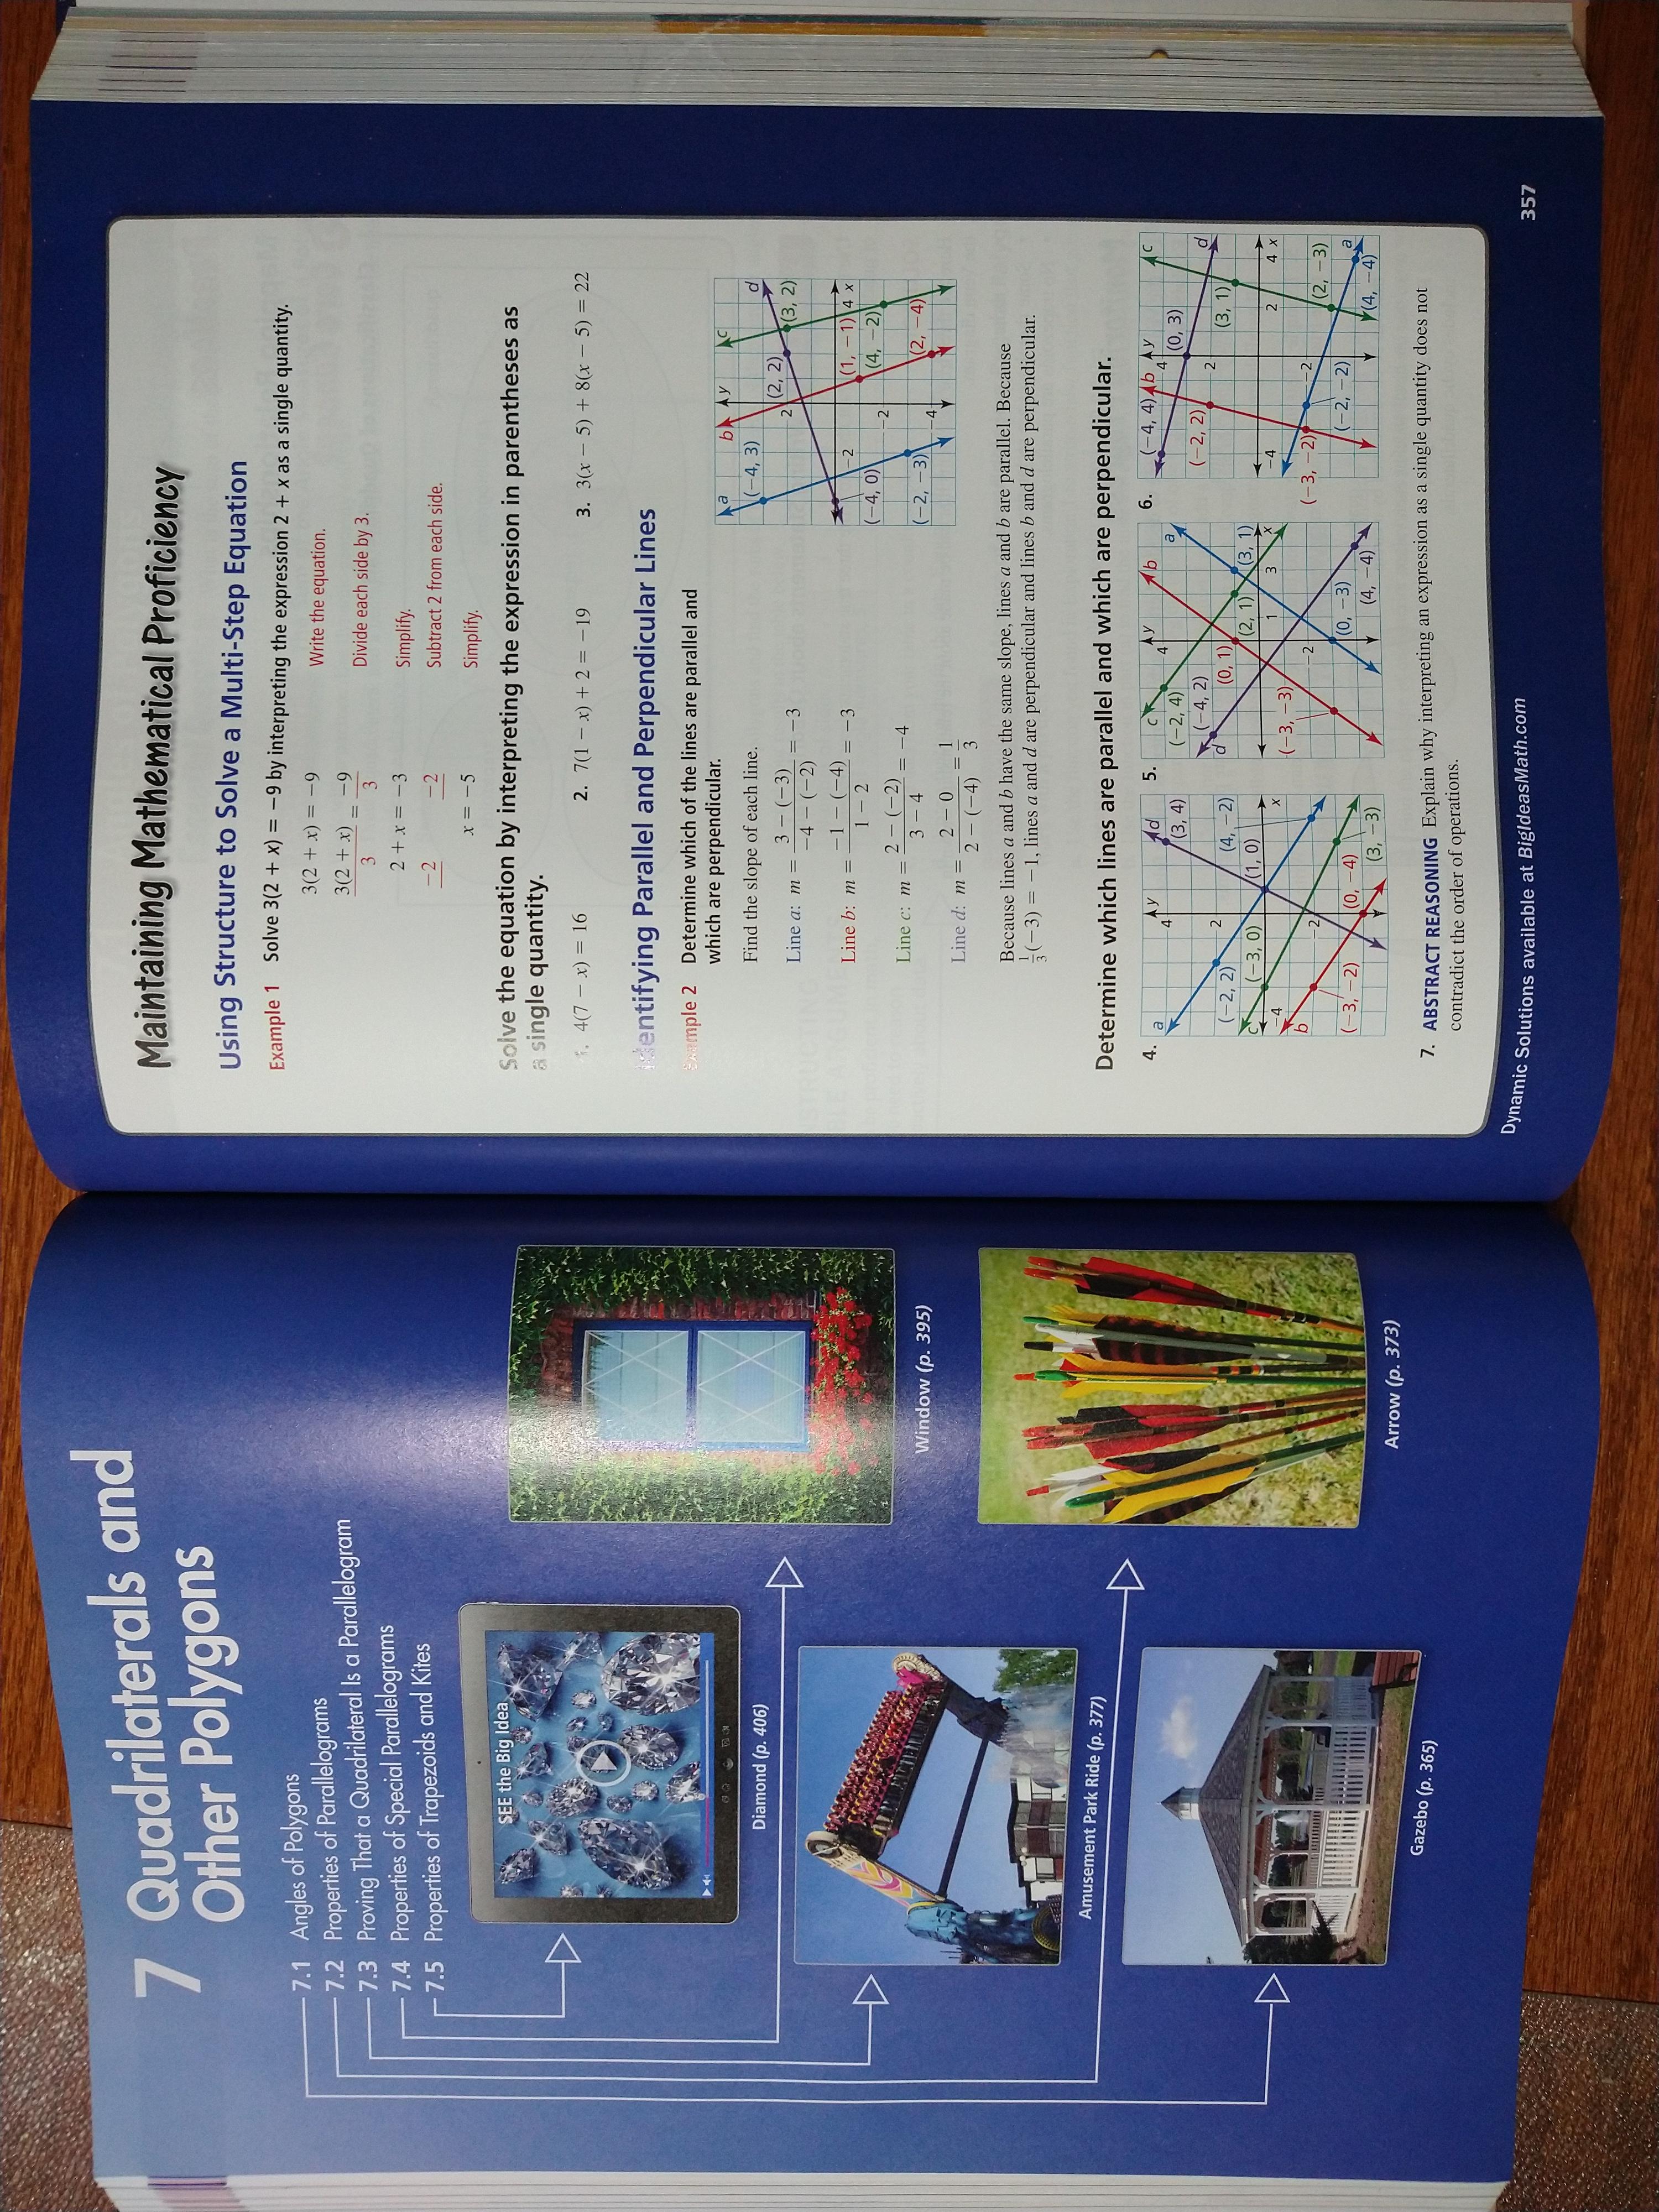 7 Quadrilaterals and
Other Polygons
7.1 Angles of Polygons
7.2 Properties of Parallelograms
7.3 Proving That a Quadrilateral Is a Parallelogram
7.4 Properties of Special Parallelograms
7.5 Properties of Trapezoids and Kites
SEE the Big Idea
Diamond (p. 406)
Window (p. 395)
Amusement Park Ride (p. 377)
Arrow (p. 373)
Gazebo (p. 365)
Maintaining Mathematical Proficiency
Using Structure to Solve a Multi-Step Equation
Example 1 Solve 3(2 + x) = −9 by interpreting the expression 2 + x as a single quantity.
3(2 + x) = −9 Write the equation.
3(2 + x)/3 = −9/3 Divide each side by 3.
2 + x = −3 Simplify.
−2 −2 Subtract 2 from each side.
x = −5 Simplify.
Solve the equation by interpreting the expression in parentheses as
a single quantity.
1. 4(7 − x) = 16 2. 7(1 − x) + 2 = −19 3. 3(x − 5) + 8(x − 5) = 22
Identifying Parallel and Perpendicular Lines
Example 2 Determine which of the lines are parallel and
which are perpendicular.
Find the slope of each line.
Line a: m = 3 − (−3)/−4 − (−2) = −3
Line b: m = −1 − (−4)/1 − 2 = −3
Line c: m = 2 − (−2)/3 − 4 = −4
Line d: m = 2 − 0/2 − (−4) = 1/3
a b y c
(−4, 3) d
(2, 2)
2 (3, 2)
−2 (1, −1) 4 x
(−4, 0) −2 (4, −2)
(−2, −3) −4 (2, −4)
Because lines a and b have the same slope, lines a and b are parallel. Because
1/3(−3) = −1, lines a and d are perpendicular and lines b and d are perpendicular.
Determine which lines are parallel and which are perpendicular.
4.
a y d
4 (3, 4)
(−2, 2) 2 (4, −2)
c (−3, 0) (1, 0)
−4 x
b −2
(−3, −2) (0, −4)
(3, −3)
5.
c y b
(−2, 4) 4 a
(−4, 2)
d (0, 1)
(2, 1) (3, 1)
1 3 x
(−3, −3) −2
(0, −3)
(4, −4)
6.
(−4, 4) b y c
4 (0, 3)
(−2, 2) 2 d
(3, 1)
−4 2 4 x
(−3, −2) −2 (2, −3)
(−2, −2) a
(4, −4)
7. ABSTRACT REASONING Explain why interpreting an expression as a single quantity does not
contradict the order of operations.
Dynamic Solutions available at BigIdeasMath.com
357